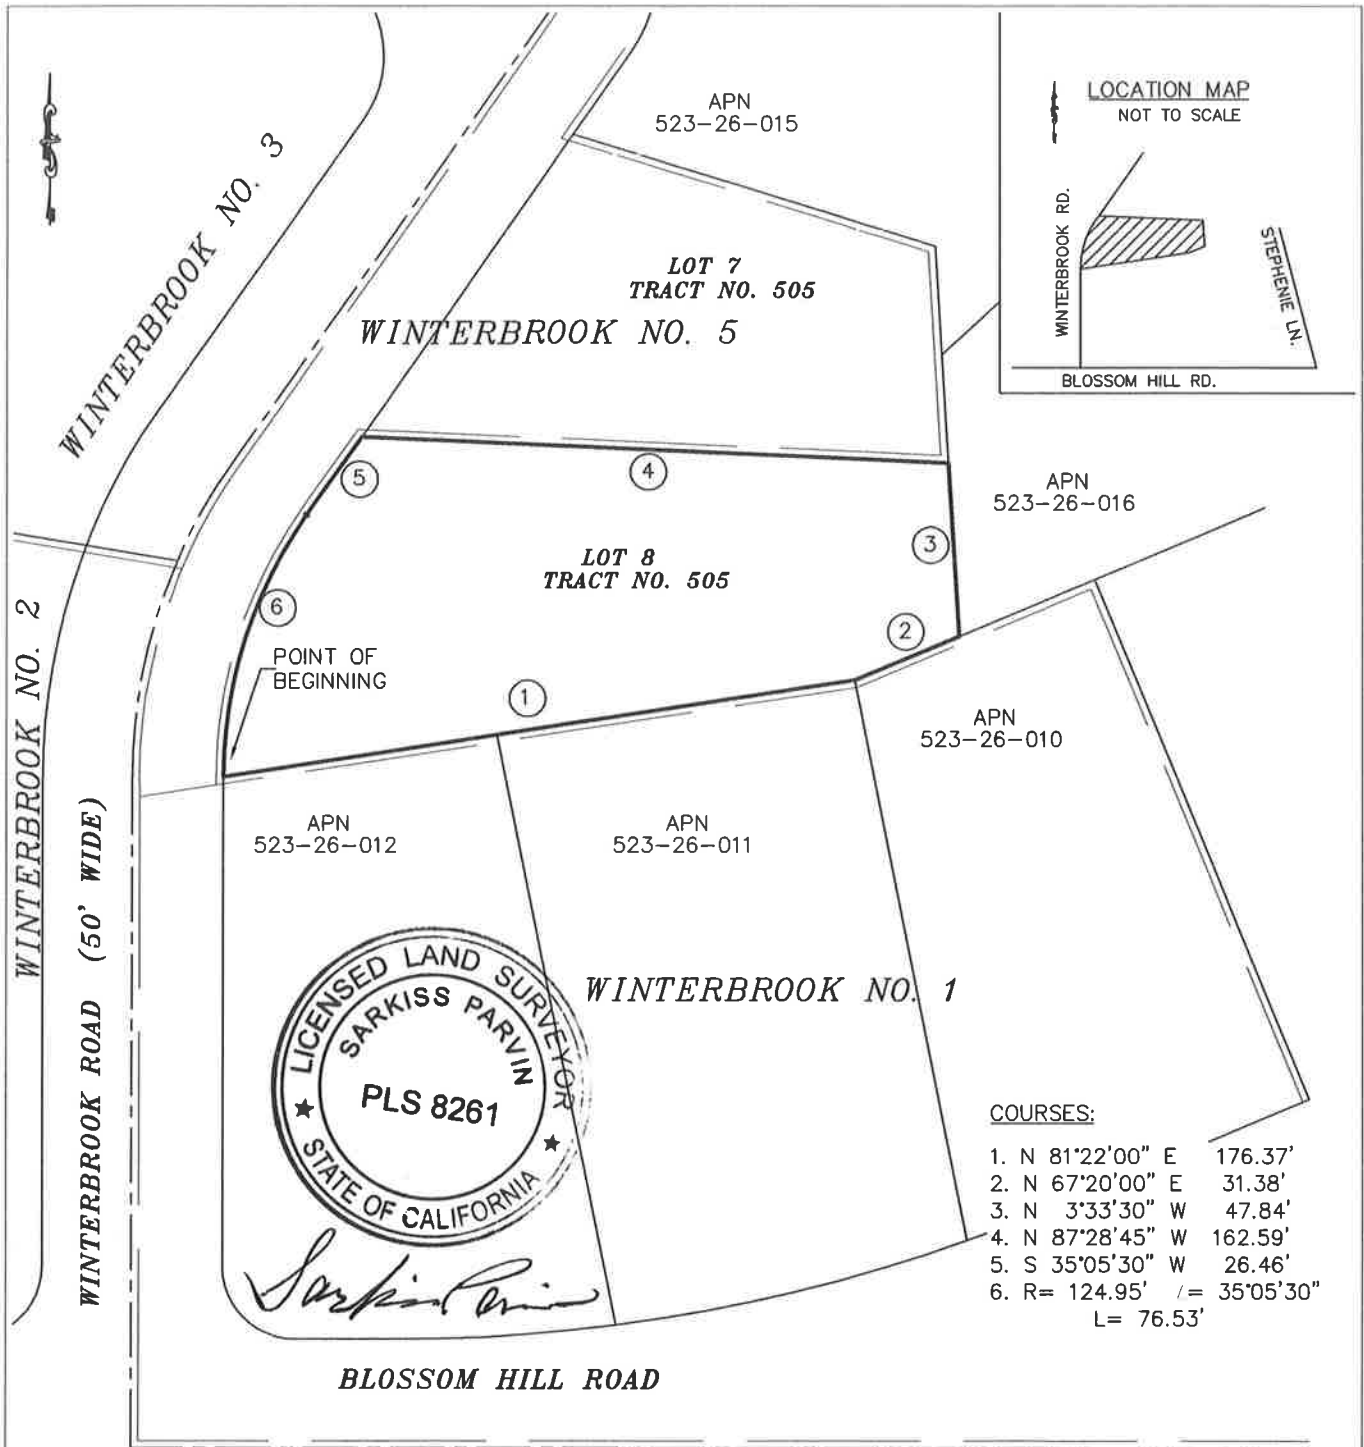 APN
523-26-015
LOCATION MAP
NOT TO SCALE
WINTERBROOK RD.
STEPHENIE LN.
BLOSSOM HILL RD.
WINTERBROOK NO. 3
LOT 7
TRACT NO. 505
WINTERBROOK NO. 5
5
4
APN
523-26-016
3
LOT 8
TRACT NO. 505
6
2
POINT OF
BEGINNING
1
WINTERBROOK NO. 2
APN
523-26-010
WINTERBROOK ROAD (50' WIDE)
APN
523-26-012
APN
523-26-011
LICENSED LAND SURVEYOR
SARKISS PARVIN
PLS 8261
STATE OF CALIFORNIA
WINTERBROOK NO. 1
COURSES:
1. N 81°22'00" E 176.37'
2. N 67°20'00" E 31.38'
3. N 3°33'30" W 47.84'
4. N 87°28'45" W 162.59'
5. S 35°05'30" W 26.46'
6. R= 124.95' /= 35°05'30"
L= 76.53'
BLOSSOM HILL ROAD